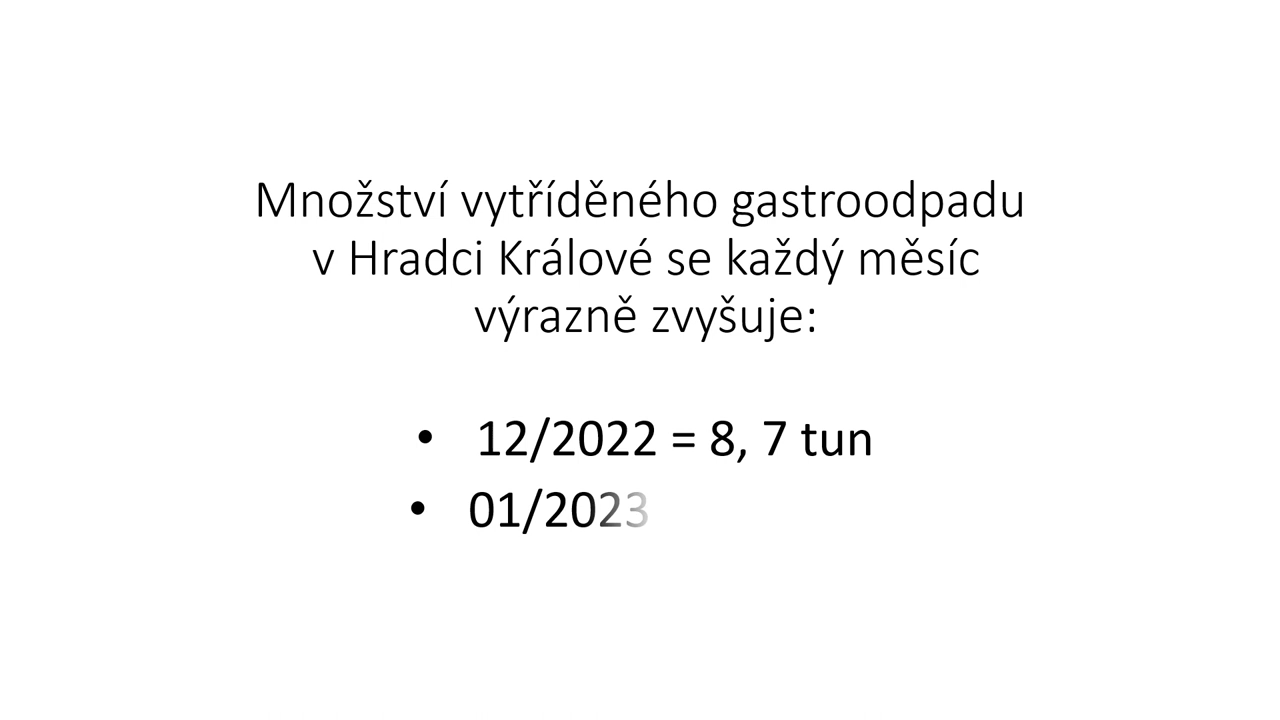 Množství vytříděného gastroodpadu
v Hradci Králové se každý měsíc
výrazně zvyšuje:
• 12/2022 = 8, 7 tun
• 01/2023